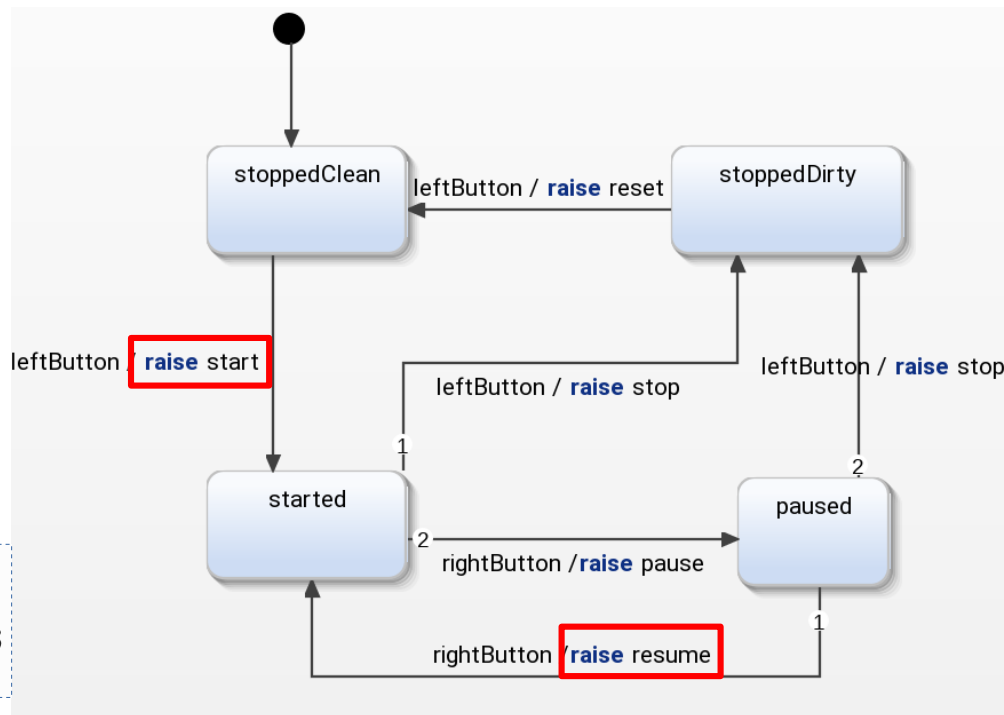 stoppedClean
stoppedDirty
leftButton / raise reset
leftButton / raise start
leftButton / raise stop
leftButton / raise stop
1
2
started
paused
2
rightButton /raise pause
1
rightButton /raise resume